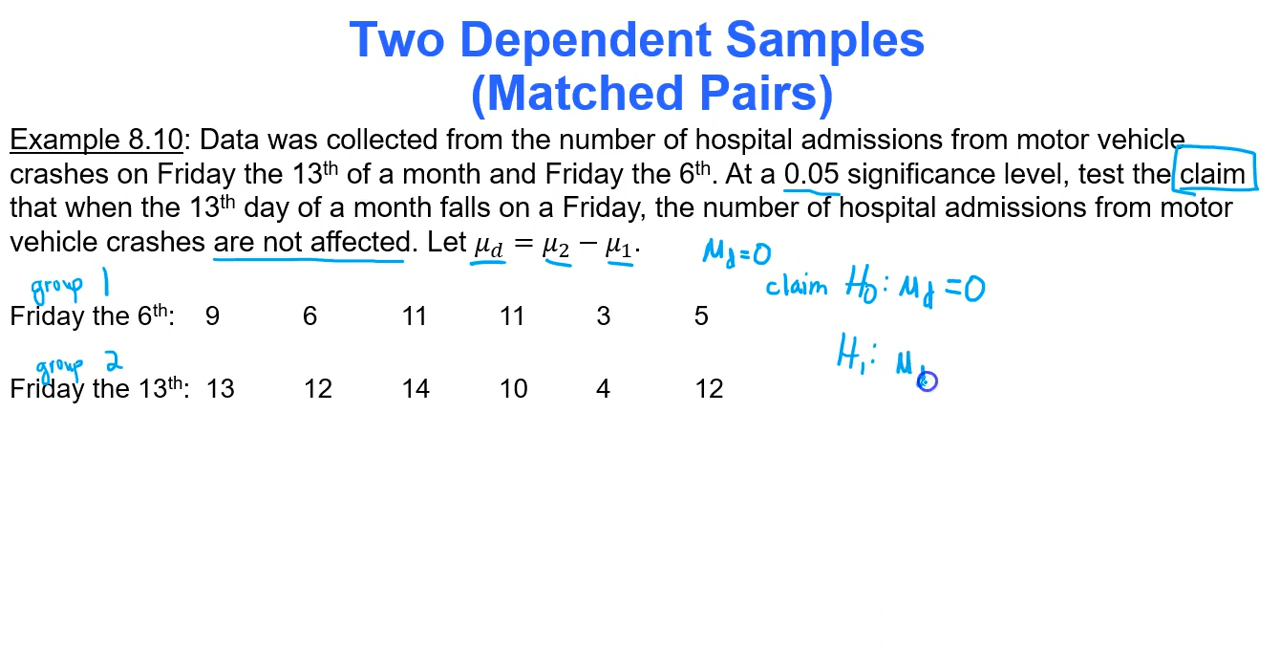 Two Dependent Samples
(Matched Pairs)
Example 8.10: Data was collected from the number of hospital admissions from motor vehicle
crashes on Friday the 13th of a month and Friday the 6th. At a 0.05 significance level, test the claim
that when the 13th day of a month falls on a Friday, the number of hospital admissions from motor
vehicle crashes are not affected. Let μd = μ2 − μ1.
μd=0
group 1
claim H0: μd=0
Friday the 6th: 9 6 11 11 3 5
group 2
H1: μd
Friday the 13th: 13 12 14 10 4 12